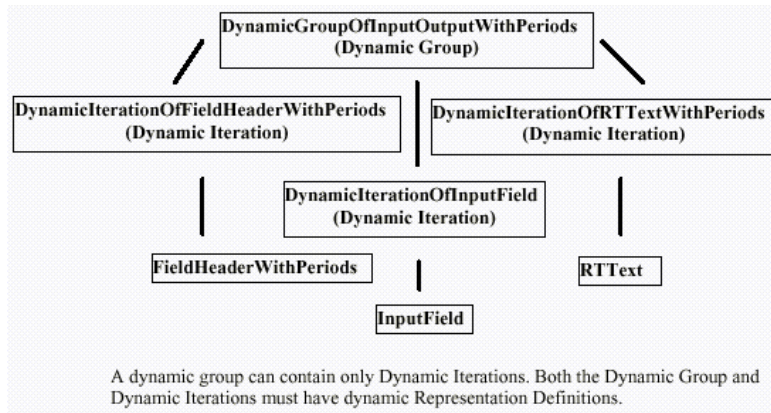 DynamicGroupOfInputOutputWithPeriods
(Dynamic Group)
DynamicIterationOfFieldHeaderWithPeriods
(Dynamic Iteration)
DynamicIterationOfRTTextWithPeriods
(Dynamic Iteration)
DynamicIterationOfInputField
(Dynamic Iteration)
FieldHeaderWithPeriods
RTText
InputField
A dynamic group can contain only Dynamic Iterations. Both the Dynamic Group and
Dynamic Iterations must have dynamic Representation Definitions.